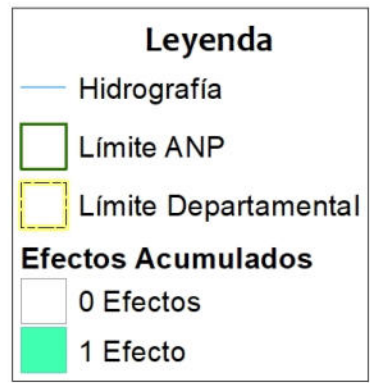 Leyenda
Hidrografía
Límite ANP
Límite Departamental
Efectos Acumulados
0 Efectos
1 Efecto